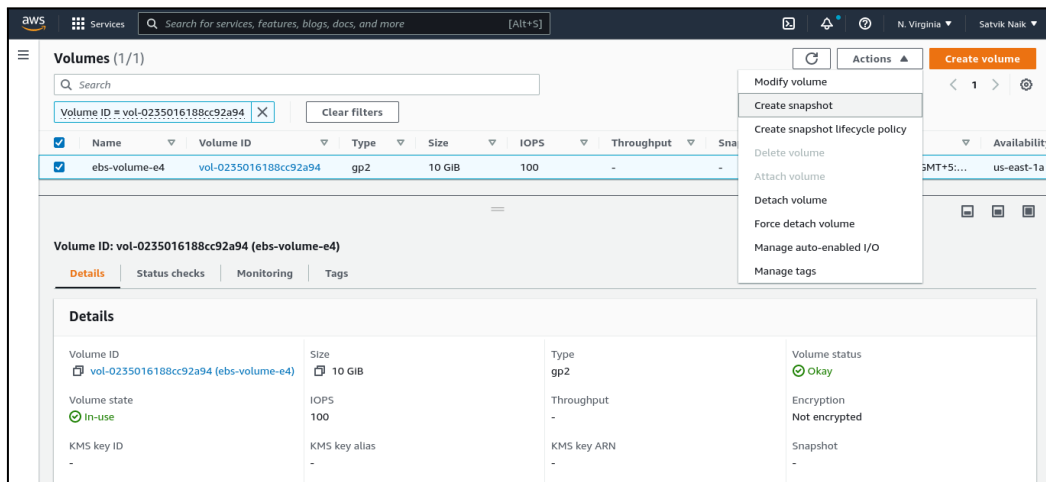 aws Services Search for services, features, blogs, docs, and more [Alt+S] N. Virginia Satvik Naik
Volumes (1/1) Actions Create volume
Search 1
Volume ID = vol-0235016188cc92a94 Clear filters
Modify volume
Create snapshot
Create snapshot lifecycle policy
Delete volume
Attach volume
Detach volume
Force detach volume
Manage auto-enabled I/O
Manage tags
Name Volume ID Type Size IOPS Throughput Availability
ebs-volume-e4 vol-0235016188cc92a94 gp2 10 GiB 100 - - GMT+5:... us-east-1a
Volume ID: vol-0235016188cc92a94 (ebs-volume-e4)
Details Status checks Monitoring Tags
Details
Volume ID Size Type Volume status
vol-0235016188cc92a94 (ebs-volume-e4) 10 GiB gp2 Okay
Volume state IOPS Throughput Encryption
In-use 100 - Not encrypted
KMS key ID KMS key alias KMS key ARN Snapshot
- - - -